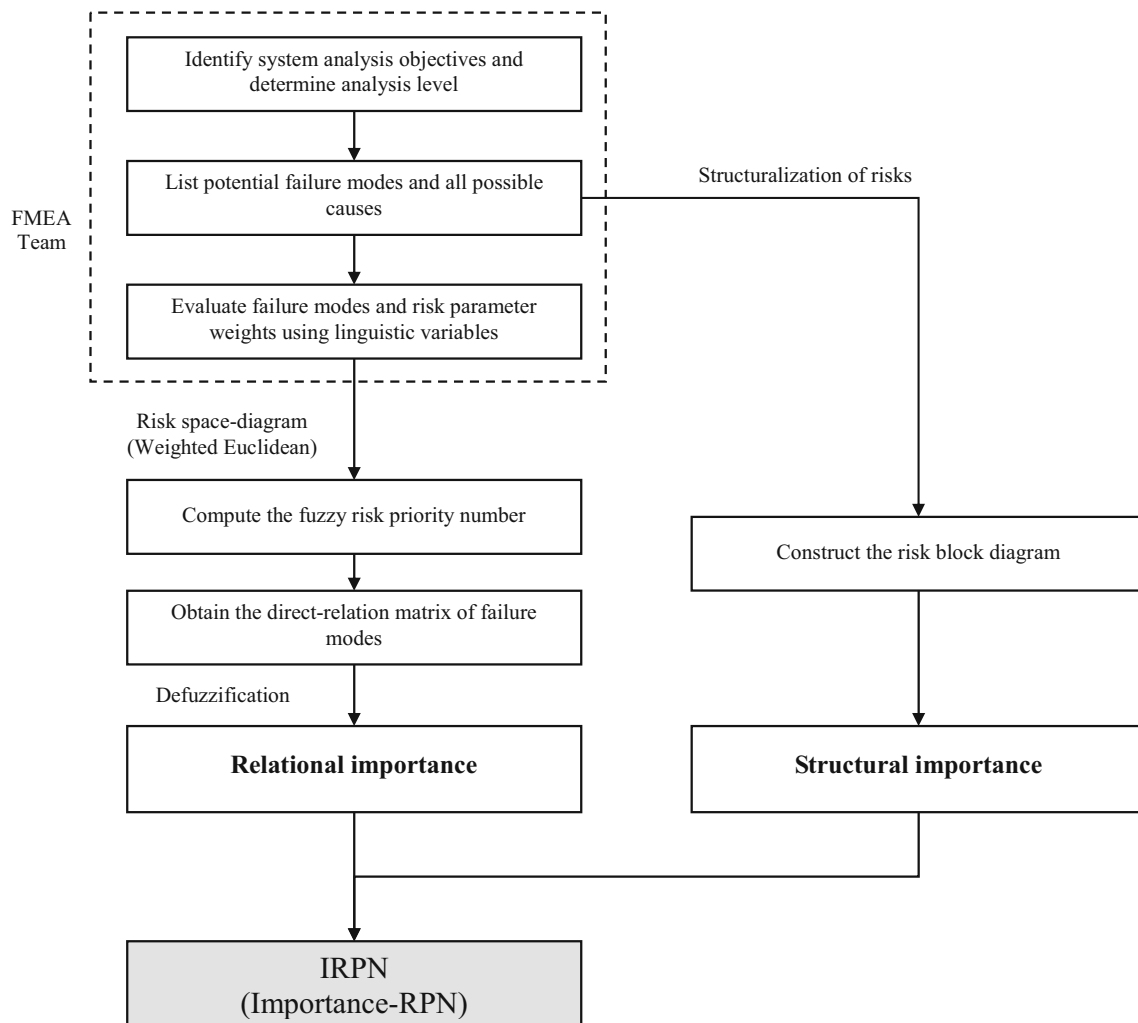 Identify system analysis objectives and
determine analysis level
List potential failure modes and all possible
causes
Structuralization of risks
FMEA
Team
Evaluate failure modes and risk parameter
weights using linguistic variables
Risk space-diagram
(Weighted Euclidean)
Compute the fuzzy risk priority number
Construct the risk block diagram
Obtain the direct-relation matrix of failure
modes
Defuzzification
Relational importance
Structural importance
IRPN
(Importance-RPN)